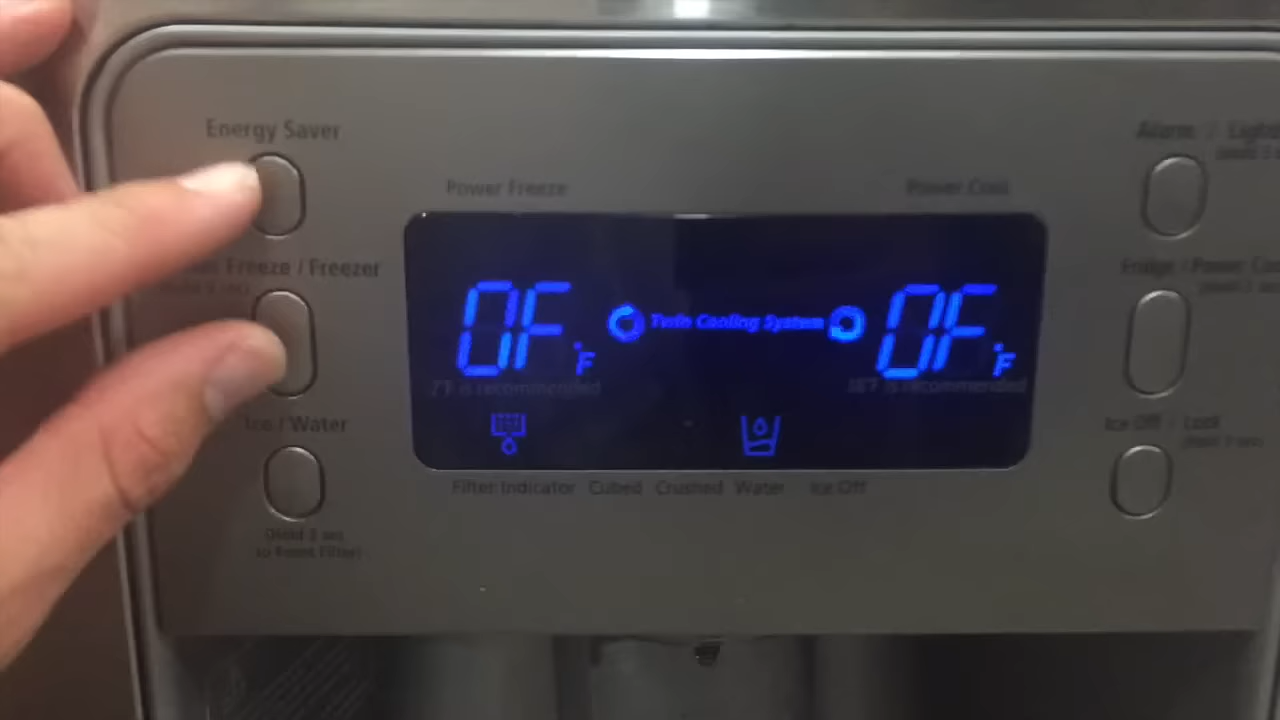 Energy Saver
Alarm / Light
Power Freeze
Power Cool
Freeze / Freezer
Fridge / Power Co
0F °F
Twin Cooling System
0F °F
is recommended
is recommended
Ice / Water
Ice Off / Lock
Filter Indicator Cubed Crushed Water Ice Off
(Hold 3 sec
to Reset Filter)